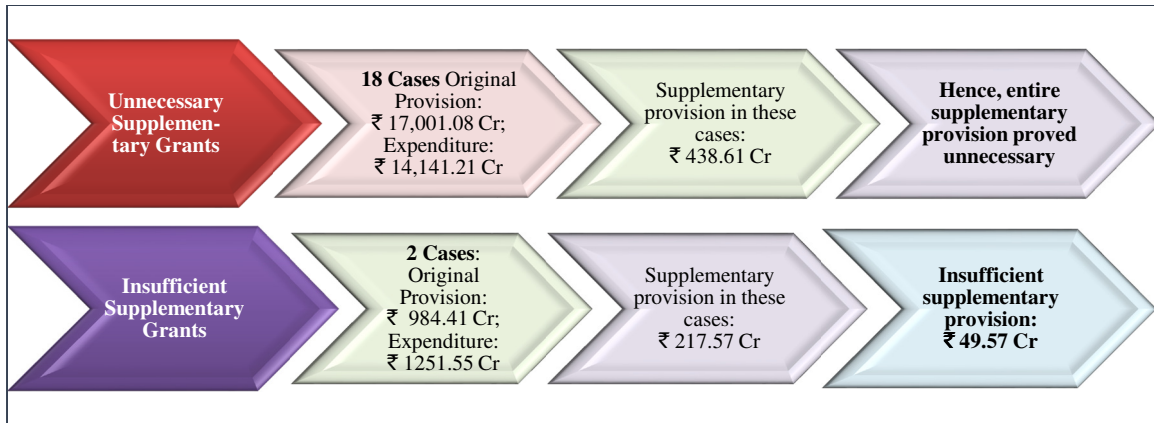 Unnecessary
Supplemen-
tary Grants
18 Cases Original
Provision:
₹ 17,001.08 Cr;
Expenditure:
₹ 14,141.21 Cr
Supplementary
provision in these
cases:
₹ 438.61 Cr
Hence, entire
supplementary
provision proved
unnecessary
Insufficient
Supplementary
Grants
2 Cases:
Original
Provision:
₹ 984.41 Cr;
Expenditure:
₹ 1251.55 Cr
Supplementary
provision in these
cases:
₹ 217.57 Cr
Insufficient
supplementary
provision:
₹ 49.57 Cr